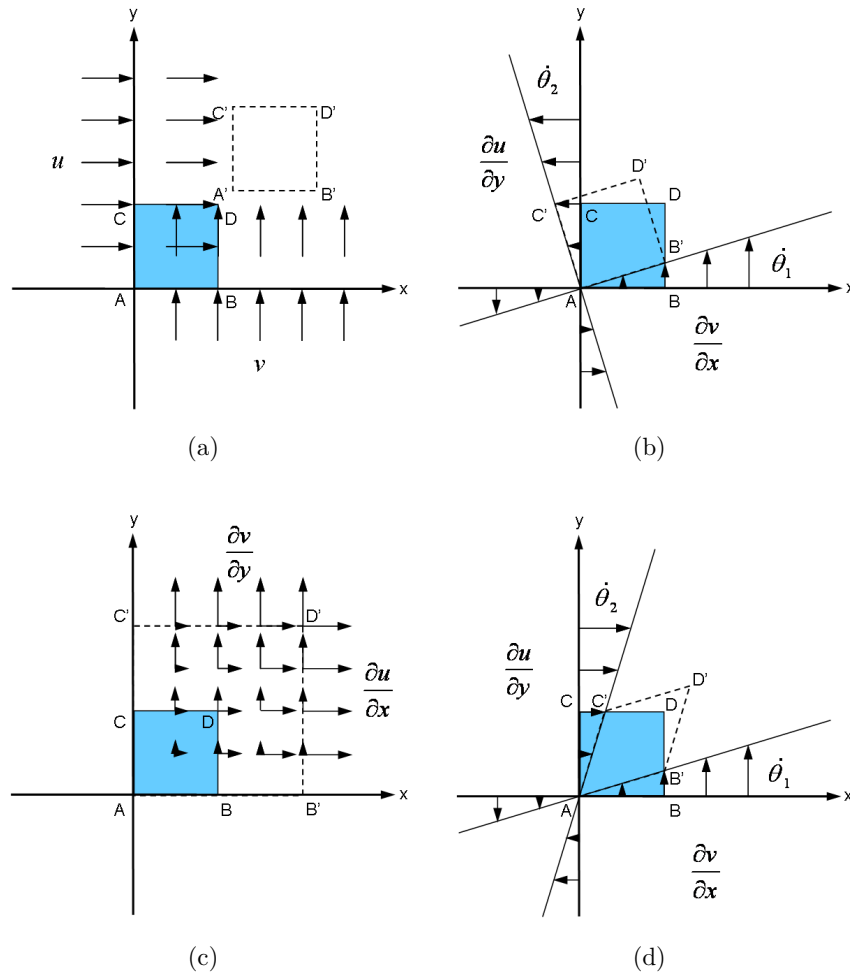 y
C' D'
u
A' B'
C D
A B x
v
(a)
y
θ̇₂
∂u/∂y
D'
C' C D
B'
θ̇₁
A B x
∂v/∂x
(b)
y
∂v/∂y
C' D'
∂u/∂x
C D
A B B' x
(c)
y
θ̇₂
∂u/∂y
D'
C C' D
B'
θ̇₁
A B x
∂v/∂x
(d)